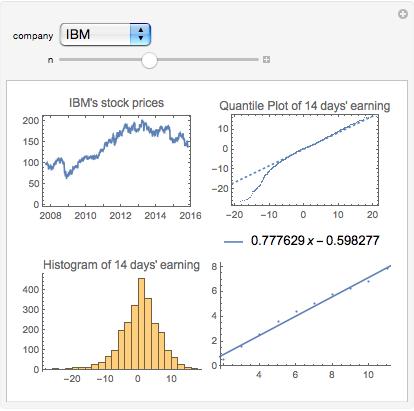 company IBM
n
IBM's stock prices
200
150
100
50
0
2008 2010 2012 2014 2016
Quantile Plot of 14 days' earning
10
0
−10
−20
−20 −10 0 10 20
Histogram of 14 days' earning
400
300
200
100
0
−20 −10 0 10
0.777629 x − 0.598277
8
6
4
2
0
4 6 8 10